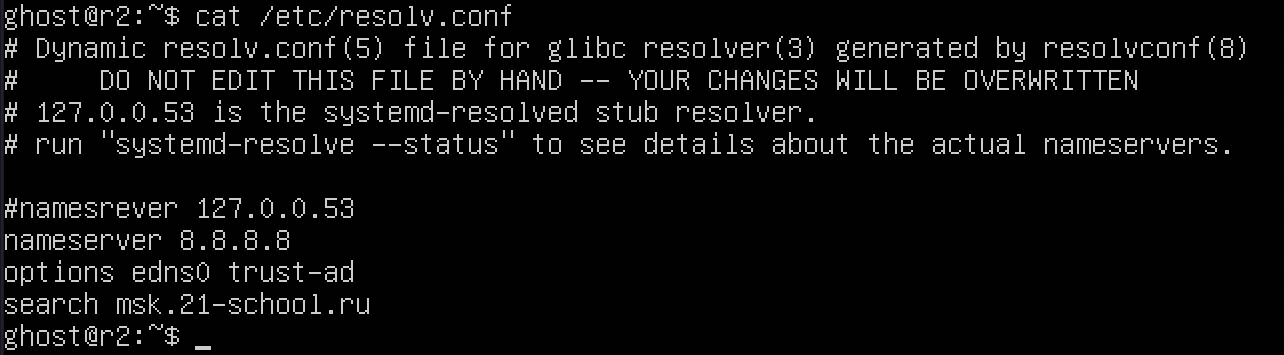 ghost@r2:~$ cat /etc/resolv.conf
# Dynamic resolv.conf(5) file for glibc resolver(3) generated by resolvconf(8)
#     DO NOT EDIT THIS FILE BY HAND -- YOUR CHANGES WILL BE OVERWRITTEN
# 127.0.0.53 is the systemd-resolved stub resolver.
# run "systemd-resolve --status" to see details about the actual nameservers.

#namesrever 127.0.0.53
nameserver 8.8.8.8
options edns0 trust-ad
search msk.21-school.ru
ghost@r2:~$ _